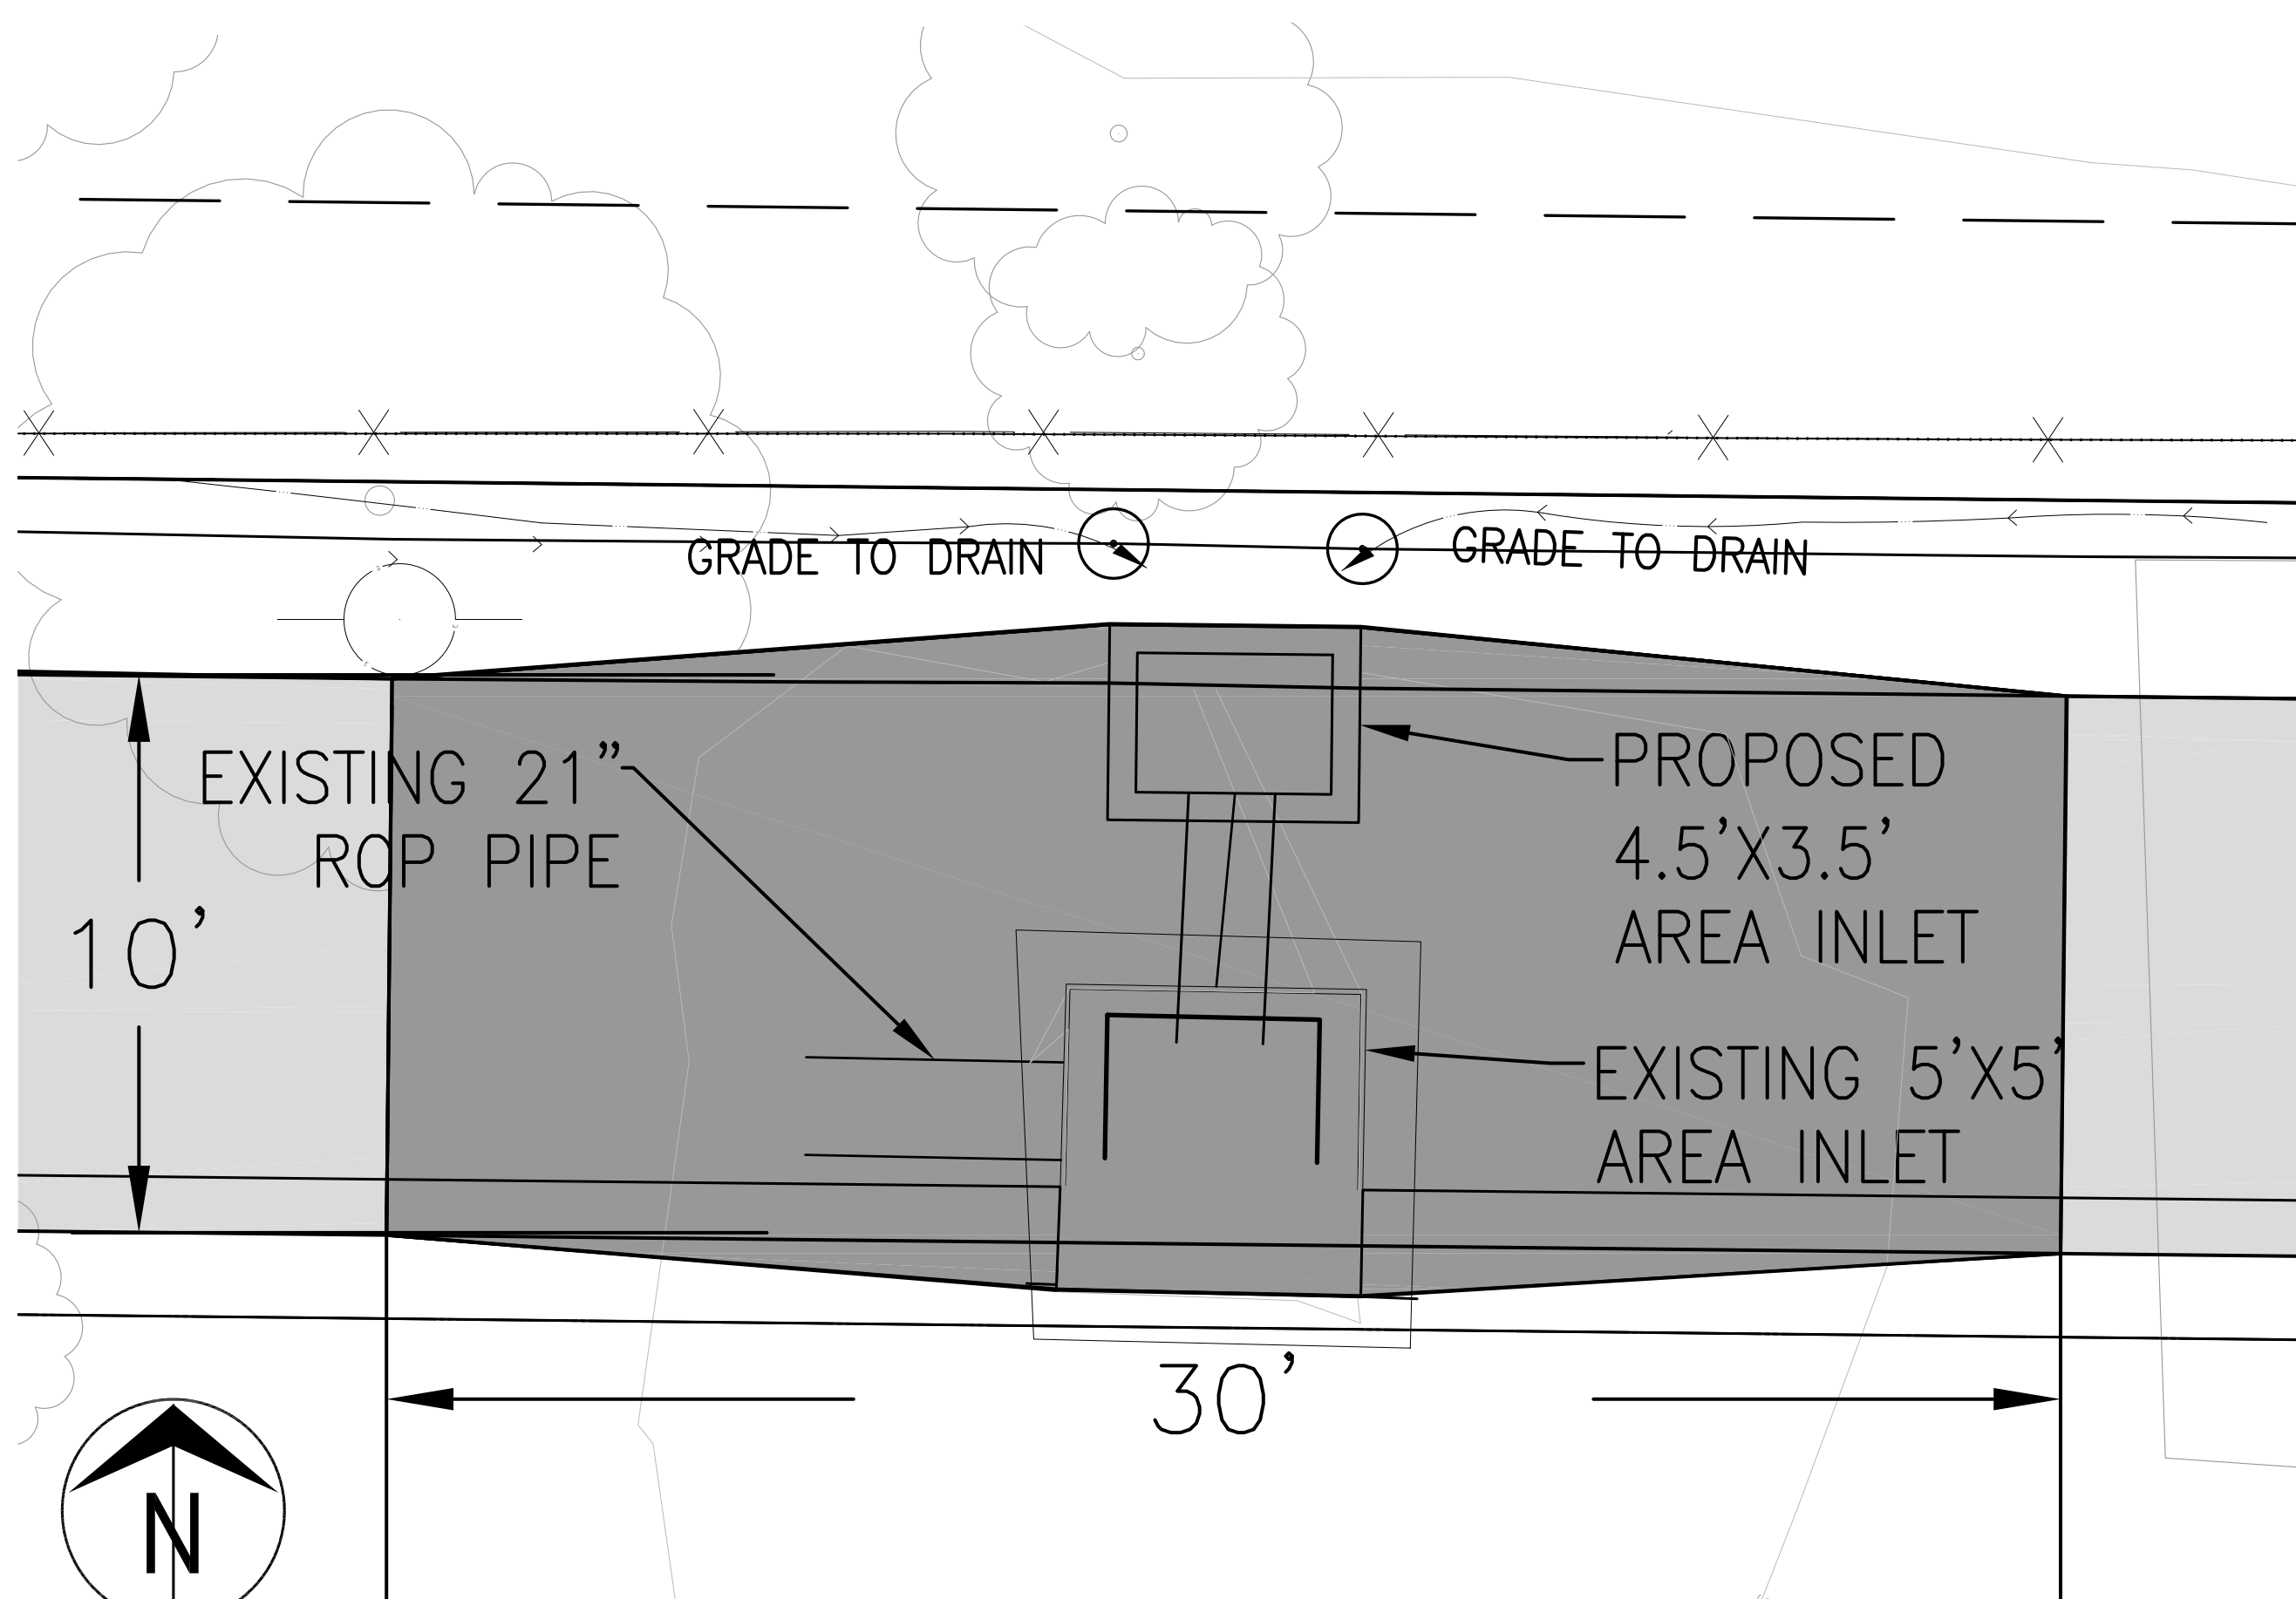 GRADE TO DRAIN
GRADE TO DRAIN
EXISTING 21"
ROP PIPE
10'
PROPOSED
4.5'X3.5'
AREA INLET
EXISTING 5'X5'
AREA INLET
30'
N